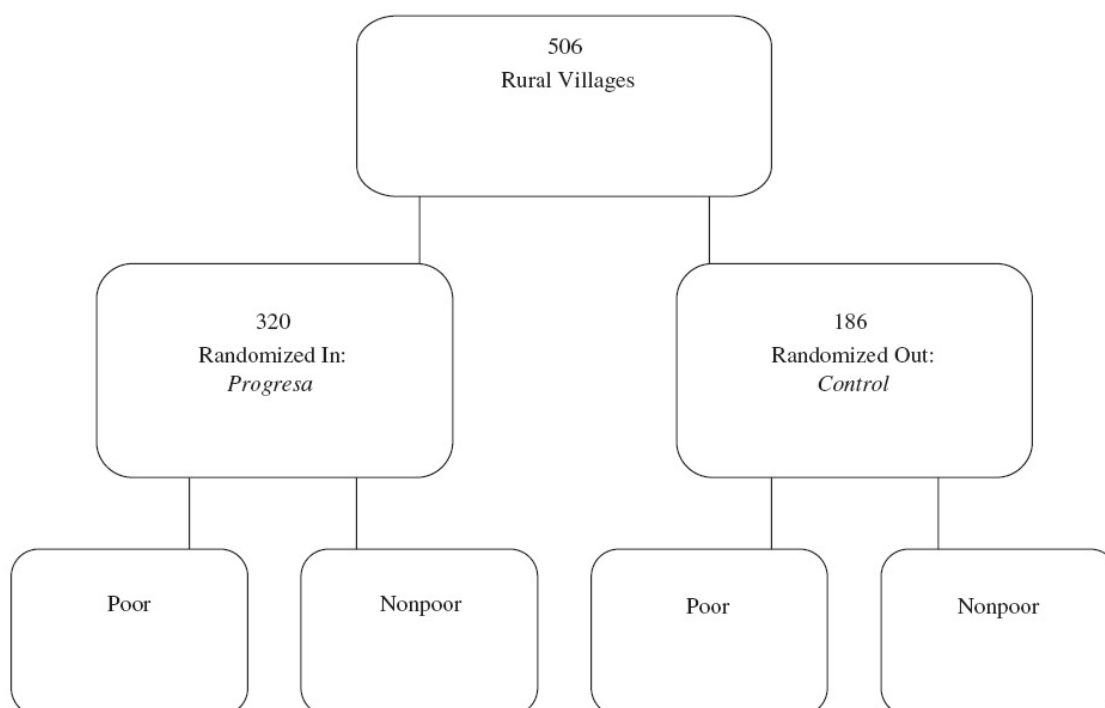 506
Rural Villages
320
Randomized In:
Progresa
186
Randomized Out:
Control
Poor
Nonpoor
Poor
Nonpoor